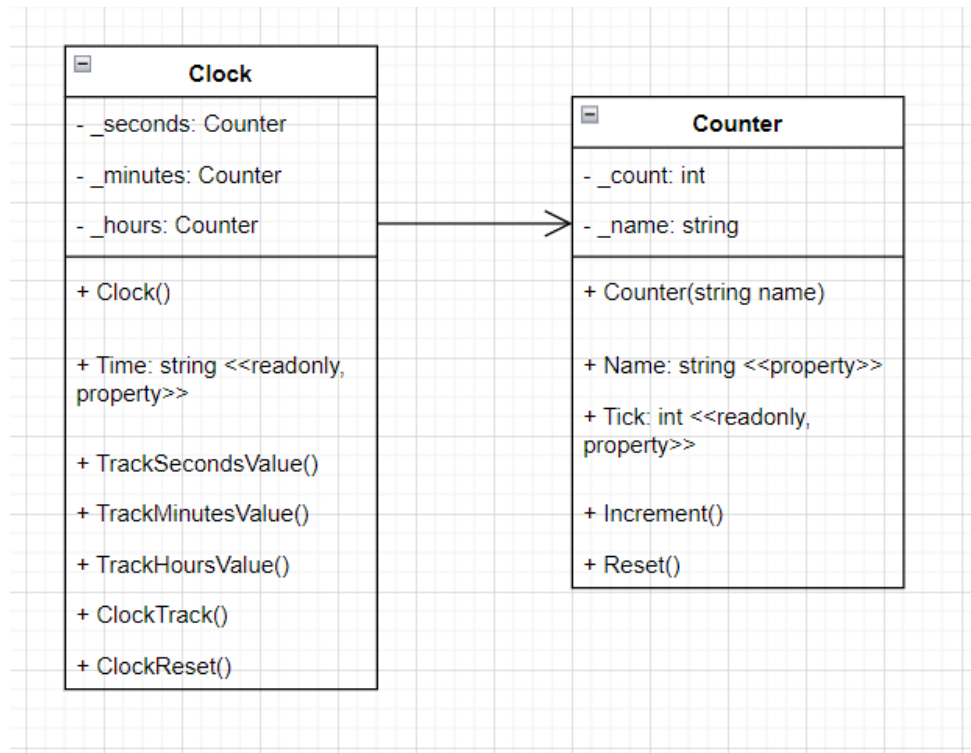 Clock
- _seconds: Counter
- _minutes: Counter
- _hours: Counter
+ Clock()
+ Time: string <<readonly,
property>>
+ TrackSecondsValue()
+ TrackMinutesValue()
+ TrackHoursValue()
+ ClockTrack()
+ ClockReset()
Counter
- _count: int
- _name: string
+ Counter(string name)
+ Name: string <<property>>
+ Tick: int <<readonly,
property>>
+ Increment()
+ Reset()